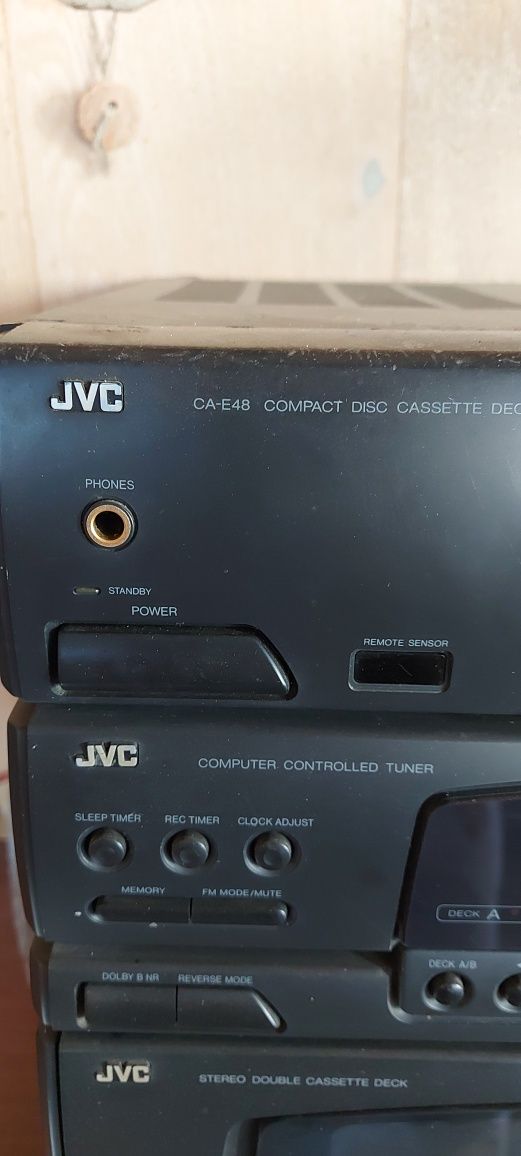 JVC
CA-E48 COMPACT DISC CASSETTE DEC
PHONES
STANDBY
POWER
REMOTE SENSOR
JVC
COMPUTER CONTROLLED TUNER
SLEEP TIMER REC TIMER CLOCK ADJUST
MEMORY FM MODE/MUTE
DECK A
DOLBY B NR REVERSE MODE
DECK A/B
JVC
STEREO DOUBLE CASSETTE DECK